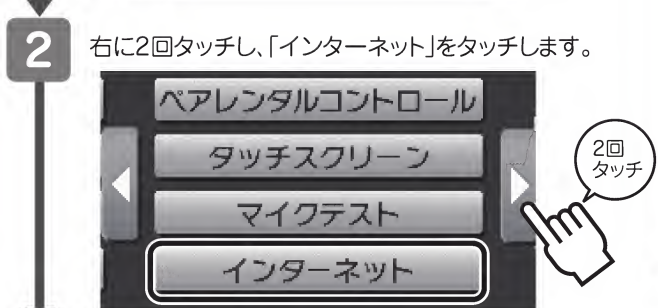 2
右に2回タッチし、「インターネット」をタッチします。
ペアレンタルコントロール
タッチスクリーン
マイクテスト
インターネット
2回
タッチ